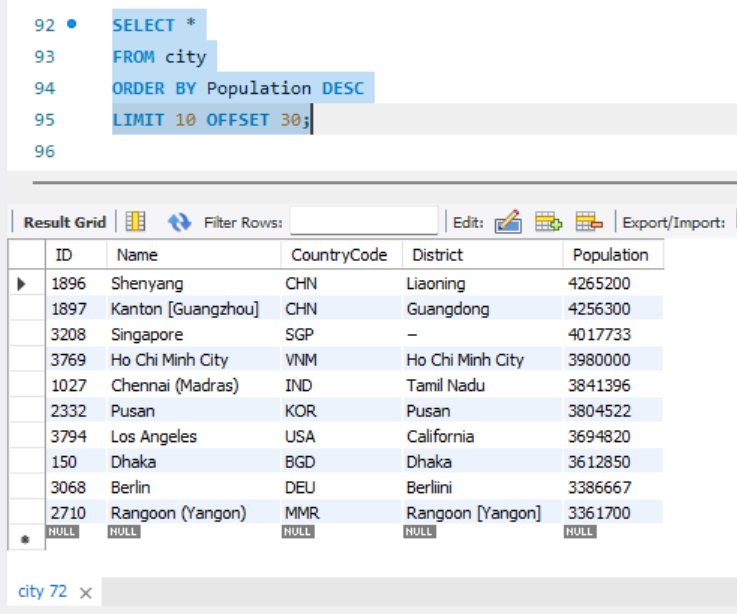 92 SELECT *
93 FROM city
94 ORDER BY Population DESC
95 LIMIT 10 OFFSET 30;
96
Result Grid Filter Rows: Edit: Export/Import:
ID Name CountryCode District Population
1896 Shenyang CHN Liaoning 4265200
1897 Kanton [Guangzhou] CHN Guangdong 4256300
3208 Singapore SGP – 4017733
3769 Ho Chi Minh City VNM Ho Chi Minh City 3980000
1027 Chennai (Madras) IND Tamil Nadu 3841396
2332 Pusan KOR Pusan 3804522
3794 Los Angeles USA California 3694820
150 Dhaka BGD Dhaka 3612850
3068 Berlin DEU Berliini 3386667
2710 Rangoon (Yangon) MMR Rangoon [Yangon] 3361700
NULL NULL NULL NULL NULL
city 72